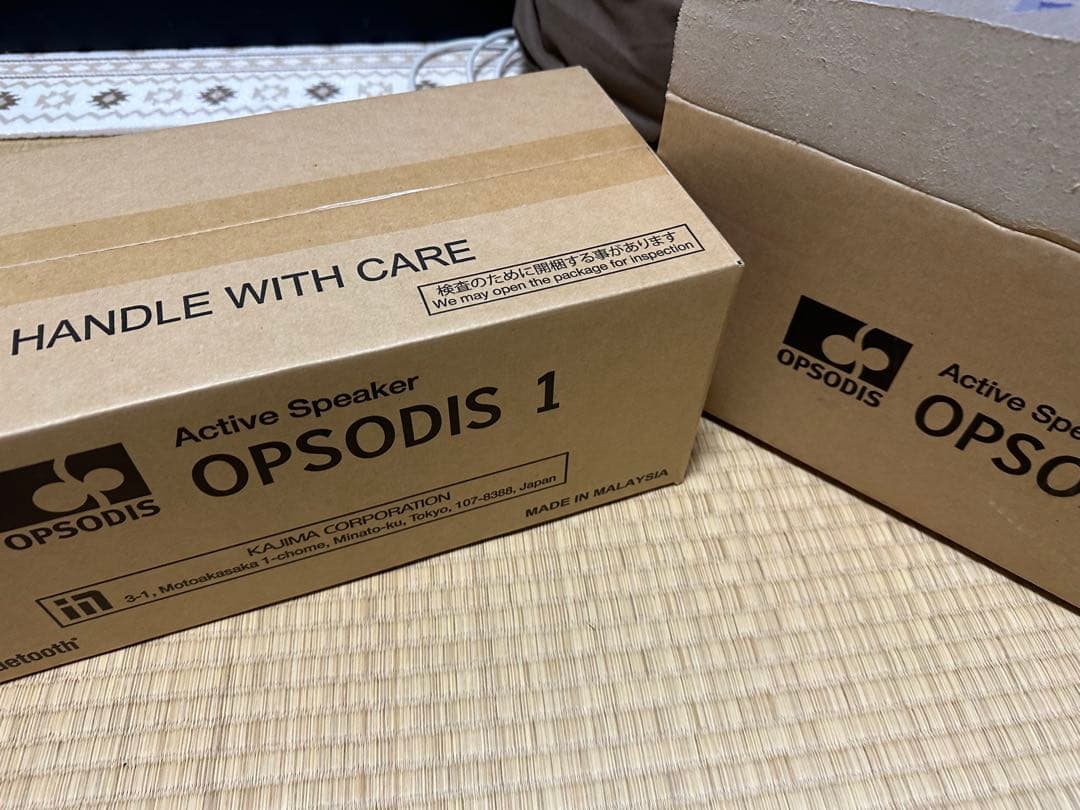 HANDLE WITH CARE
検査のために開梱する事があります
We may open the package for inspection
Active Speaker
OPSODIS 1
OPSODIS
KAJIMA CORPORATION
3-1, Motoakasaka 1-chome, Minato-ku, Tokyo, 107-8388, Japan
MADE IN MALAYSIA
OPSODIS
Active